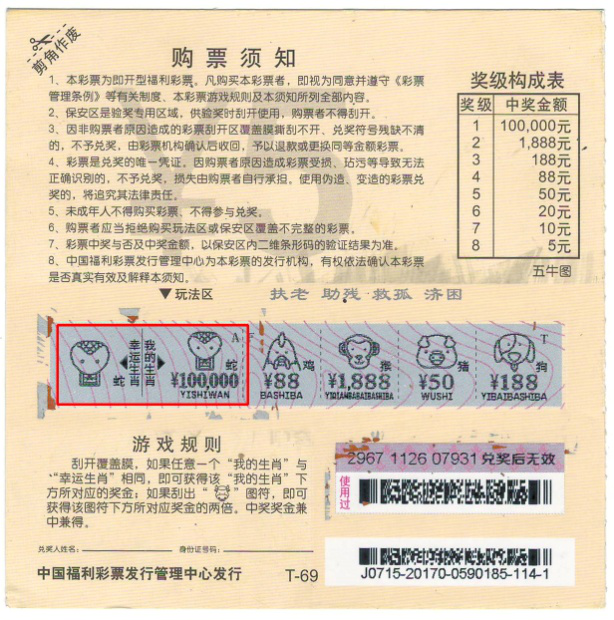 剪角作废
购票须知
1、本彩票为即开型福利彩票。凡购买本彩票者，即视为同意并遵守《彩票
管理条例》等有关制度、本彩票游戏规则及本须知所列全部内容。
2、保安区是验奖专用区域，供验奖时刮开使用，购票者不得刮开。
3、因非购票者原因造成的彩票刮开区覆盖膜撕刮不开、兑奖符号残缺不清
的，不予兑奖，由彩票机构确认后收回，予以退款或更换同等金额彩票。
4、彩票是兑奖的唯一凭证。因购票者原因造成彩票受损、玷污等导致无法
正确识别的，不予兑奖，损失由购票者自行承担。使用伪造、变造的彩票兑
奖的，将追究其法律责任。
5、未成年人不得购买彩票、不得参与兑奖。
6、购票者应当拒绝购买玩法区或保安区覆盖不完整的彩票。
7、彩票中奖与否及中奖金额，以保安区内二维条形码的验证结果为准。
8、中国福利彩票发行管理中心为本彩票的发行机构，有权依法确认本彩票
是否真实有效及解释本须知。
奖级构成表
奖级 中奖金额
1 100,000元
2 1,888元
3 188元
4 88元
5 50元
6 20元
7 10元
8 5元
五牛图
▼玩法区 扶老 助残 救孤 济困
蛇
幸运生肖
我的生肖
A
蛇
¥100,000
YISHIWAN
鸡
¥88
BASHIBA
猴
¥1,888
YIQIANBABAIBASHIBA
猪
¥50
WUSHI
T
狗
¥188
YIBAIBASHIBA
游戏规则
刮开覆盖膜，如果任意一个“我的生肖”与
“幸运生肖”相同，即可获得该“我的生肖”下
方所对应的奖金；如果刮出“ ”图符，即可
获得该图符下方所对应奖金的两倍。中奖奖金兼
中兼得。
2967 1126 07931 兑奖后无效
使用过
兑奖人姓名： 身份证号码：
中国福利彩票发行管理中心发行 T-69
J0715-20170-0590185-114-1